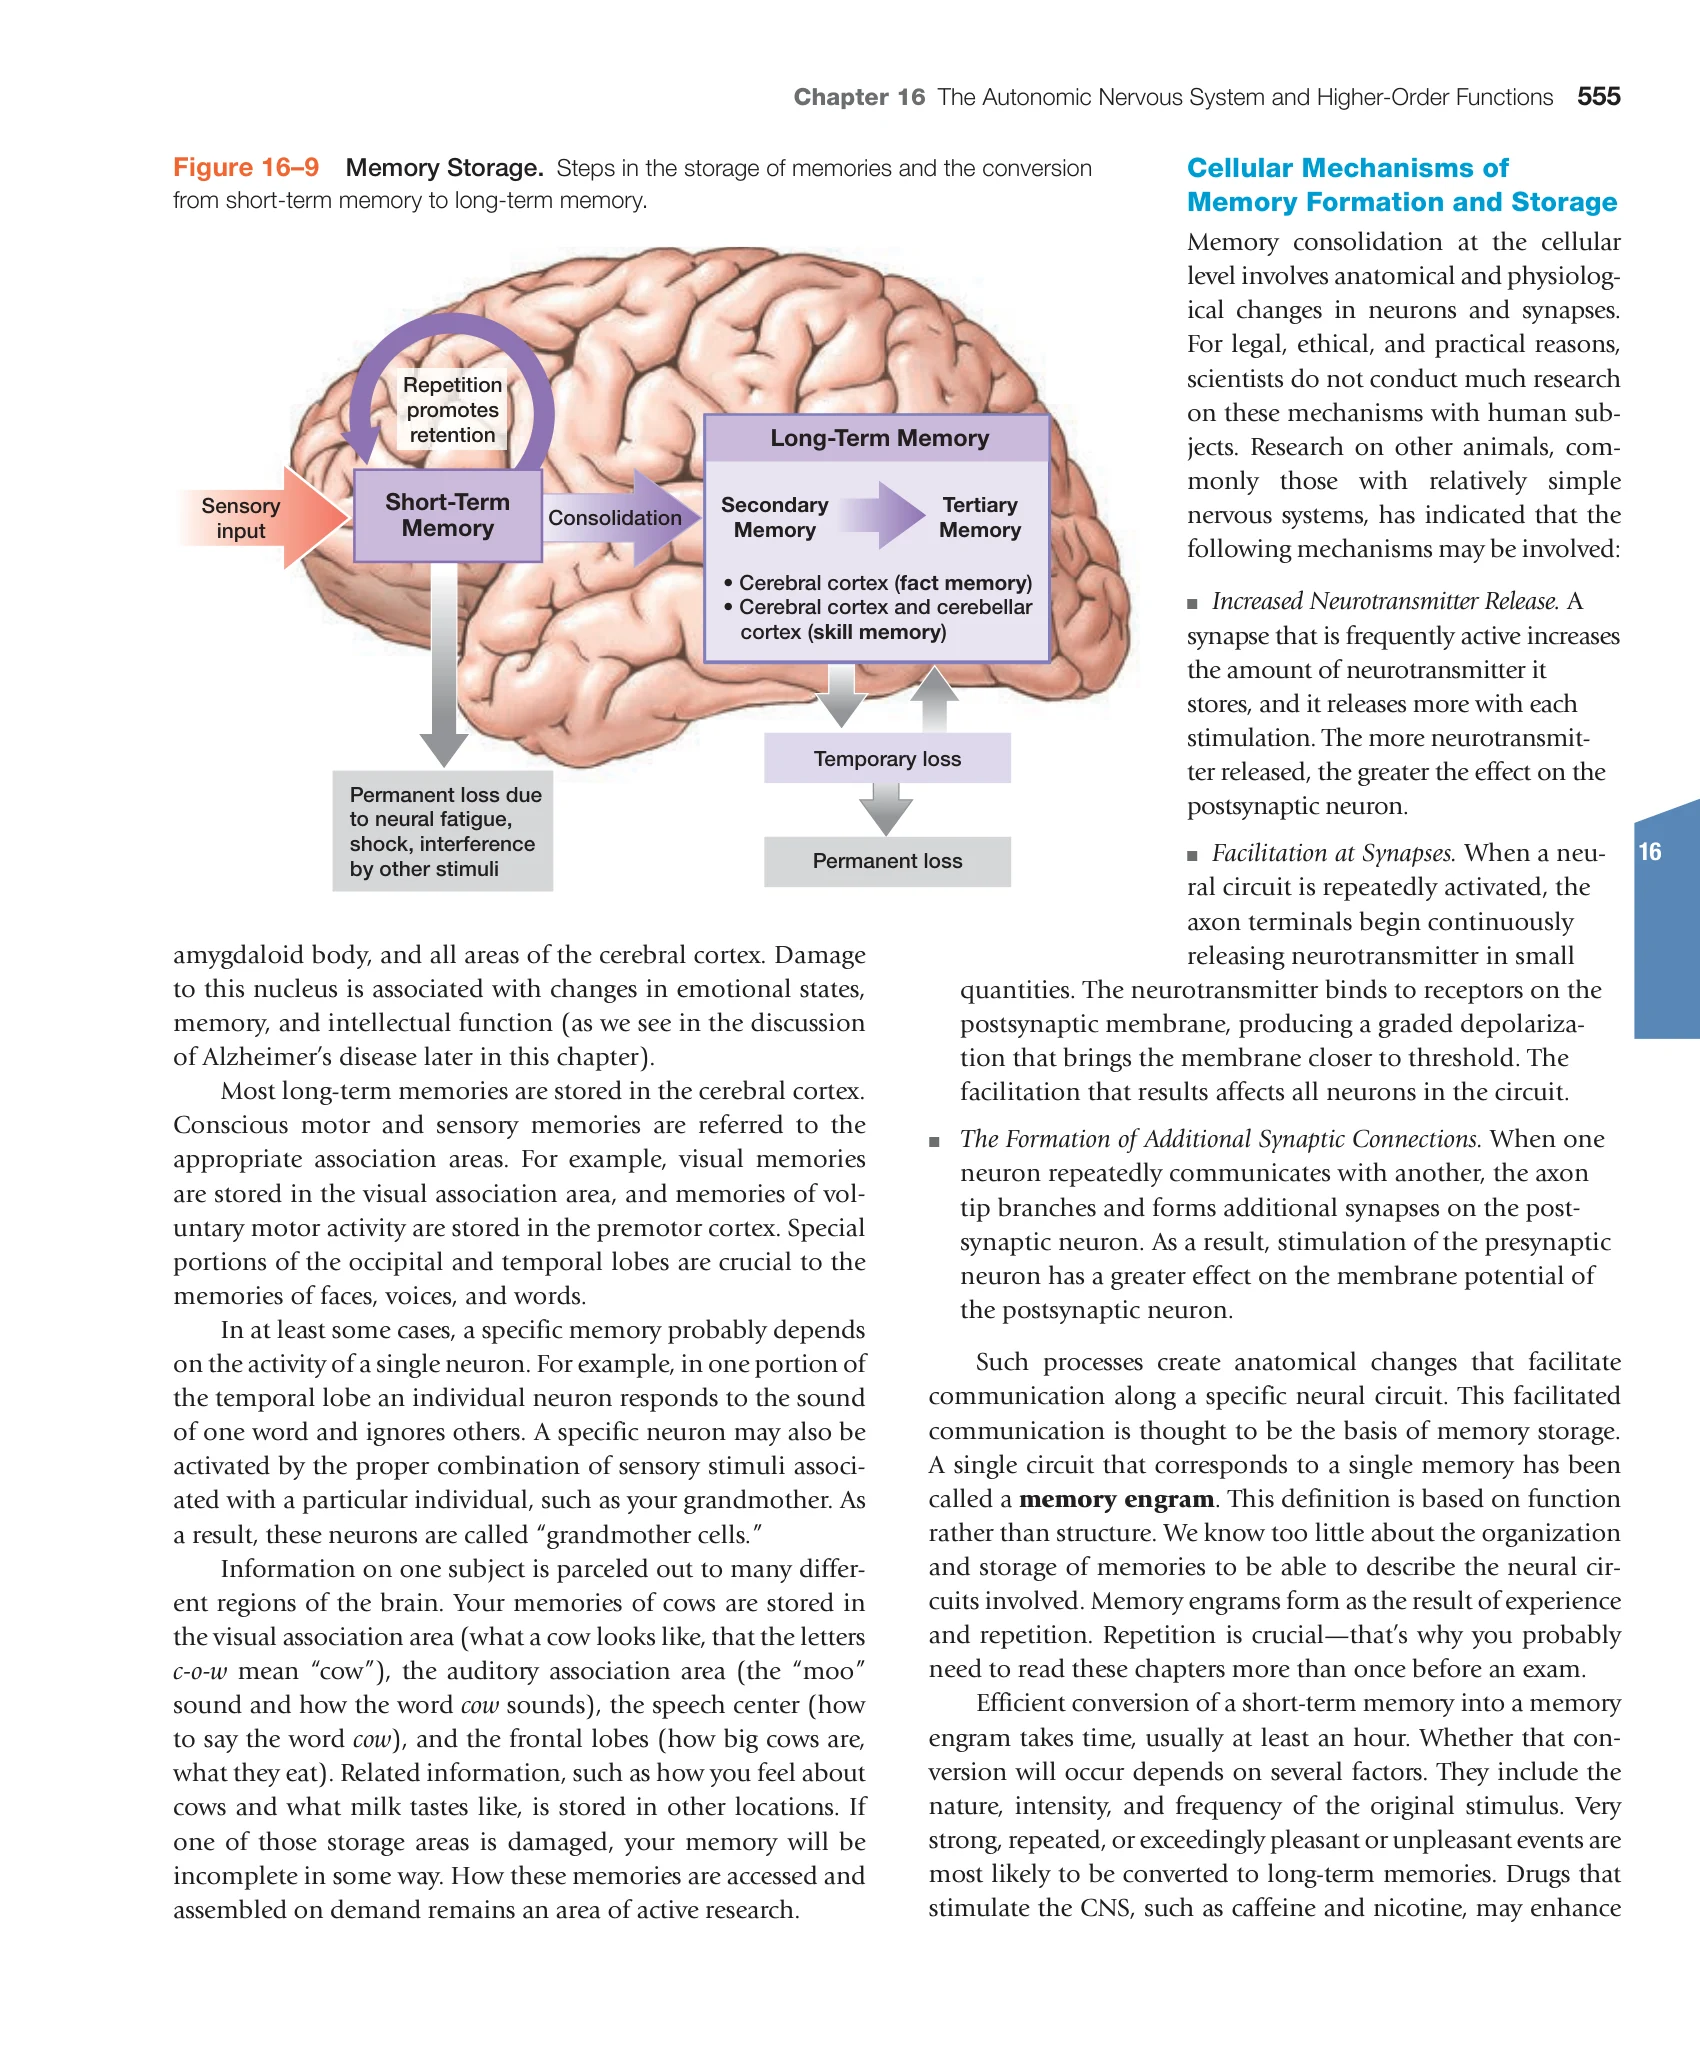 Chapter 16 The Autonomic Nervous System and Higher-Order Functions 555
Figure 16–9 Memory Storage. Steps in the storage of memories and the conversion
from short-term memory to long-term memory.
Repetition
promotes
retention
Sensory
input
Short-Term
Memory
Consolidation
Long-Term Memory
Secondary
Memory
Tertiary
Memory
• Cerebral cortex (fact memory)
• Cerebral cortex and cerebellar
cortex (skill memory)
Permanent loss due
to neural fatigue,
shock, interference
by other stimuli
Temporary loss
Permanent loss
amygdaloid body, and all areas of the cerebral cortex. Damage
to this nucleus is associated with changes in emotional states,
memory, and intellectual function (as we see in the discussion
of Alzheimer’s disease later in this chapter).
Most long-term memories are stored in the cerebral cortex.
Conscious motor and sensory memories are referred to the
appropriate association areas. For example, visual memories
are stored in the visual association area, and memories of vol-
untary motor activity are stored in the premotor cortex. Special
portions of the occipital and temporal lobes are crucial to the
memories of faces, voices, and words.
In at least some cases, a specific memory probably depends
on the activity of a single neuron. For example, in one portion of
the temporal lobe an individual neuron responds to the sound
of one word and ignores others. A specific neuron may also be
activated by the proper combination of sensory stimuli associ-
ated with a particular individual, such as your grandmother. As
a result, these neurons are called “grandmother cells.”
Information on one subject is parceled out to many differ-
ent regions of the brain. Your memories of cows are stored in
the visual association area (what a cow looks like, that the letters
c-o-w mean “cow”), the auditory association area (the “moo”
sound and how the word cow sounds), the speech center (how
to say the word cow), and the frontal lobes (how big cows are,
what they eat). Related information, such as how you feel about
cows and what milk tastes like, is stored in other locations. If
one of those storage areas is damaged, your memory will be
incomplete in some way. How these memories are accessed and
assembled on demand remains an area of active research.
Cellular Mechanisms of
Memory Formation and Storage
Memory consolidation at the cellular
level involves anatomical and physiolog-
ical changes in neurons and synapses.
For legal, ethical, and practical reasons,
scientists do not conduct much research
on these mechanisms with human sub-
jects. Research on other animals, com-
monly those with relatively simple
nervous systems, has indicated that the
following mechanisms may be involved:
■ Increased Neurotransmitter Release. A
synapse that is frequently active increases
the amount of neurotransmitter it
stores, and it releases more with each
stimulation. The more neurotransmit-
ter released, the greater the effect on the
postsynaptic neuron.
■ Facilitation at Synapses. When a neu-
ral circuit is repeatedly activated, the
axon terminals begin continuously
releasing neurotransmitter in small
quantities. The neurotransmitter binds to receptors on the
postsynaptic membrane, producing a graded depolariza-
tion that brings the membrane closer to threshold. The
facilitation that results affects all neurons in the circuit.
■ The Formation of Additional Synaptic Connections. When one
neuron repeatedly communicates with another, the axon
tip branches and forms additional synapses on the post-
synaptic neuron. As a result, stimulation of the presynaptic
neuron has a greater effect on the membrane potential of
the postsynaptic neuron.
Such processes create anatomical changes that facilitate
communication along a specific neural circuit. This facilitated
communication is thought to be the basis of memory storage.
A single circuit that corresponds to a single memory has been
called a memory engram. This definition is based on function
rather than structure. We know too little about the organization
and storage of memories to be able to describe the neural cir-
cuits involved. Memory engrams form as the result of experience
and repetition. Repetition is crucial—that’s why you probably
need to read these chapters more than once before an exam.
Efficient conversion of a short-term memory into a memory
engram takes time, usually at least an hour. Whether that con-
version will occur depends on several factors. They include the
nature, intensity, and frequency of the original stimulus. Very
strong, repeated, or exceedingly pleasant or unpleasant events are
most likely to be converted to long-term memories. Drugs that
stimulate the CNS, such as caffeine and nicotine, may enhance
16